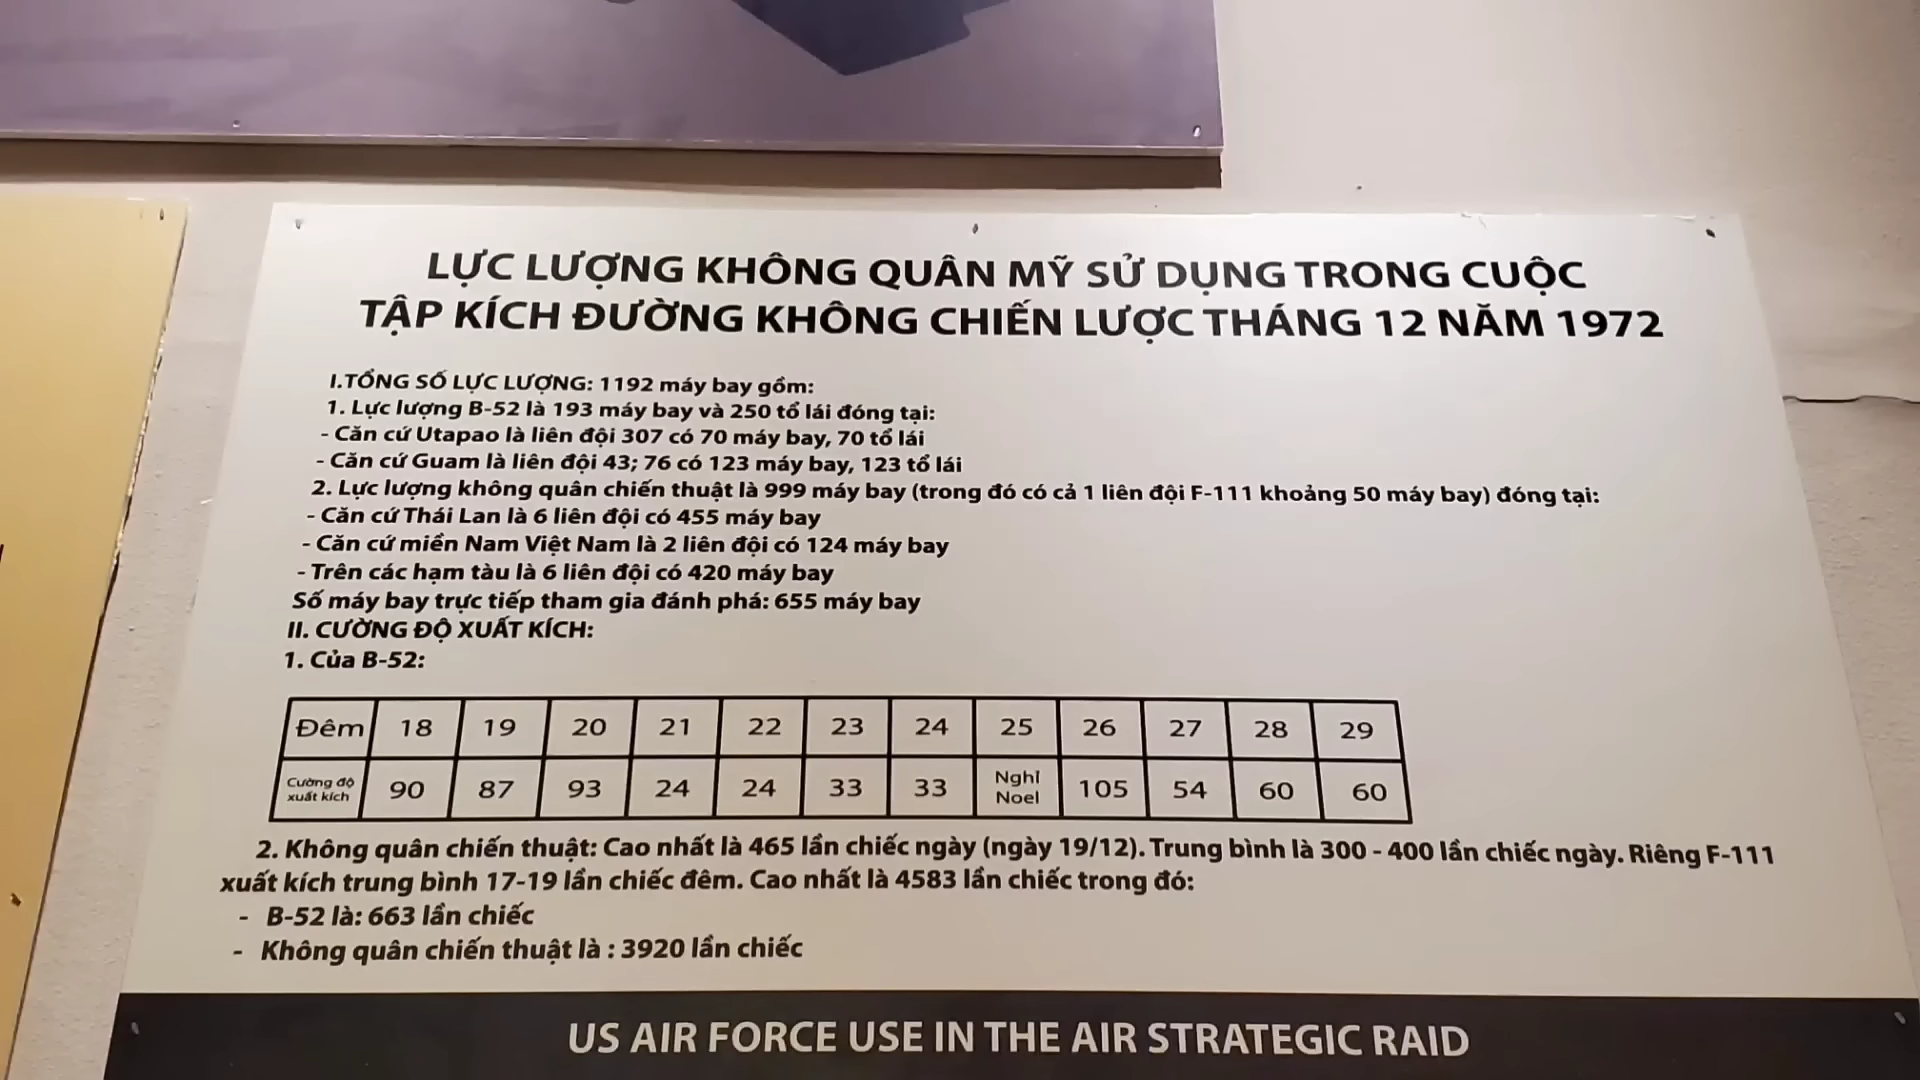 LỰC LƯỢNG KHÔNG QUÂN MỸ SỬ DỤNG TRONG CUỘC
TẬP KÍCH ĐƯỜNG KHÔNG CHIẾN LƯỢC THÁNG 12 NĂM 1972
I.TỔNG SỐ LỰC LƯỢNG: 1192 máy bay gồm:
1. Lực lượng B-52 là 193 máy bay và 250 tổ lái đóng tại:
- Căn cứ Utapao là liên đội 307 có 70 máy bay, 70 tổ lái
- Căn cứ Guam là liên đội 43; 76 có 123 máy bay, 123 tổ lái
2. Lực lượng không quân chiến thuật là 999 máy bay (trong đó có cả 1 liên đội F-111 khoảng 50 máy bay) đóng tại:
- Căn cứ Thái Lan là 6 liên đội có 455 máy bay
- Căn cứ miền Nam Việt Nam là 2 liên đội có 124 máy bay
- Trên các hạm tàu là 6 liên đội có 420 máy bay
Số máy bay trực tiếp tham gia đánh phá: 655 máy bay
II. CƯỜNG ĐỘ XUẤT KÍCH:
1. Của B-52:
Đêm 18 19 20 21 22 23 24 25 26 27 28 29
Cường độ xuất kích 90 87 93 24 24 33 33 Nghỉ Noel 105 54 60 60
2. Không quân chiến thuật: Cao nhất là 465 lần chiếc ngày (ngày 19/12). Trung bình là 300 - 400 lần chiếc ngày. Riêng F-111
xuất kích trung bình 17-19 lần chiếc đêm. Cao nhất là 4583 lần chiếc trong đó:
- B-52 là: 663 lần chiếc
- Không quân chiến thuật là : 3920 lần chiếc
US AIR FORCE USE IN THE AIR STRATEGIC RAID